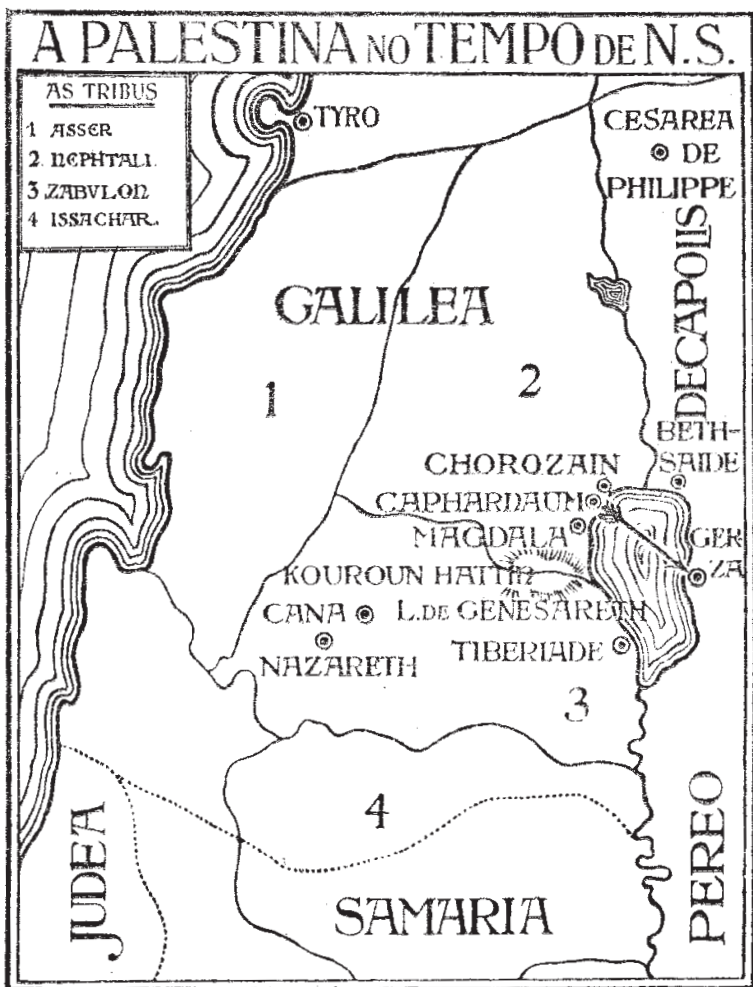 A PALESTINA NO TEMPO DE N.S.
AS TRIBUS
1 ASSER
2 NEPHTALI.
3 ZABVLON
4 ISSACHAR.
TYRO
CESAREA
DE
PHILIPPE
DECAPOLIS
GALILEA
1
2
BETH-
SAIDE
CHOROZAIN
CAPHARNAUM
MAGDALA
GER
ZA
KOUROUN HATTIN
CANA
L. DE GENESARETH
NAZARETH
TIBERIADE
3
4
JUDEA
PEREO
SAMARIA